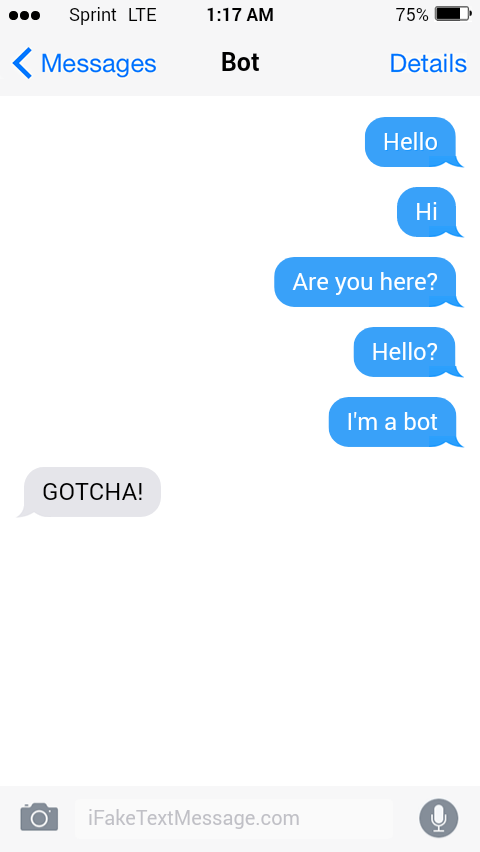 Sprint LTE 1:17 AM 75%
Messages Bot Details
Hello
Hi
Are you here?
Hello?
I'm a bot
GOTCHA!
iFakeTextMessage.com